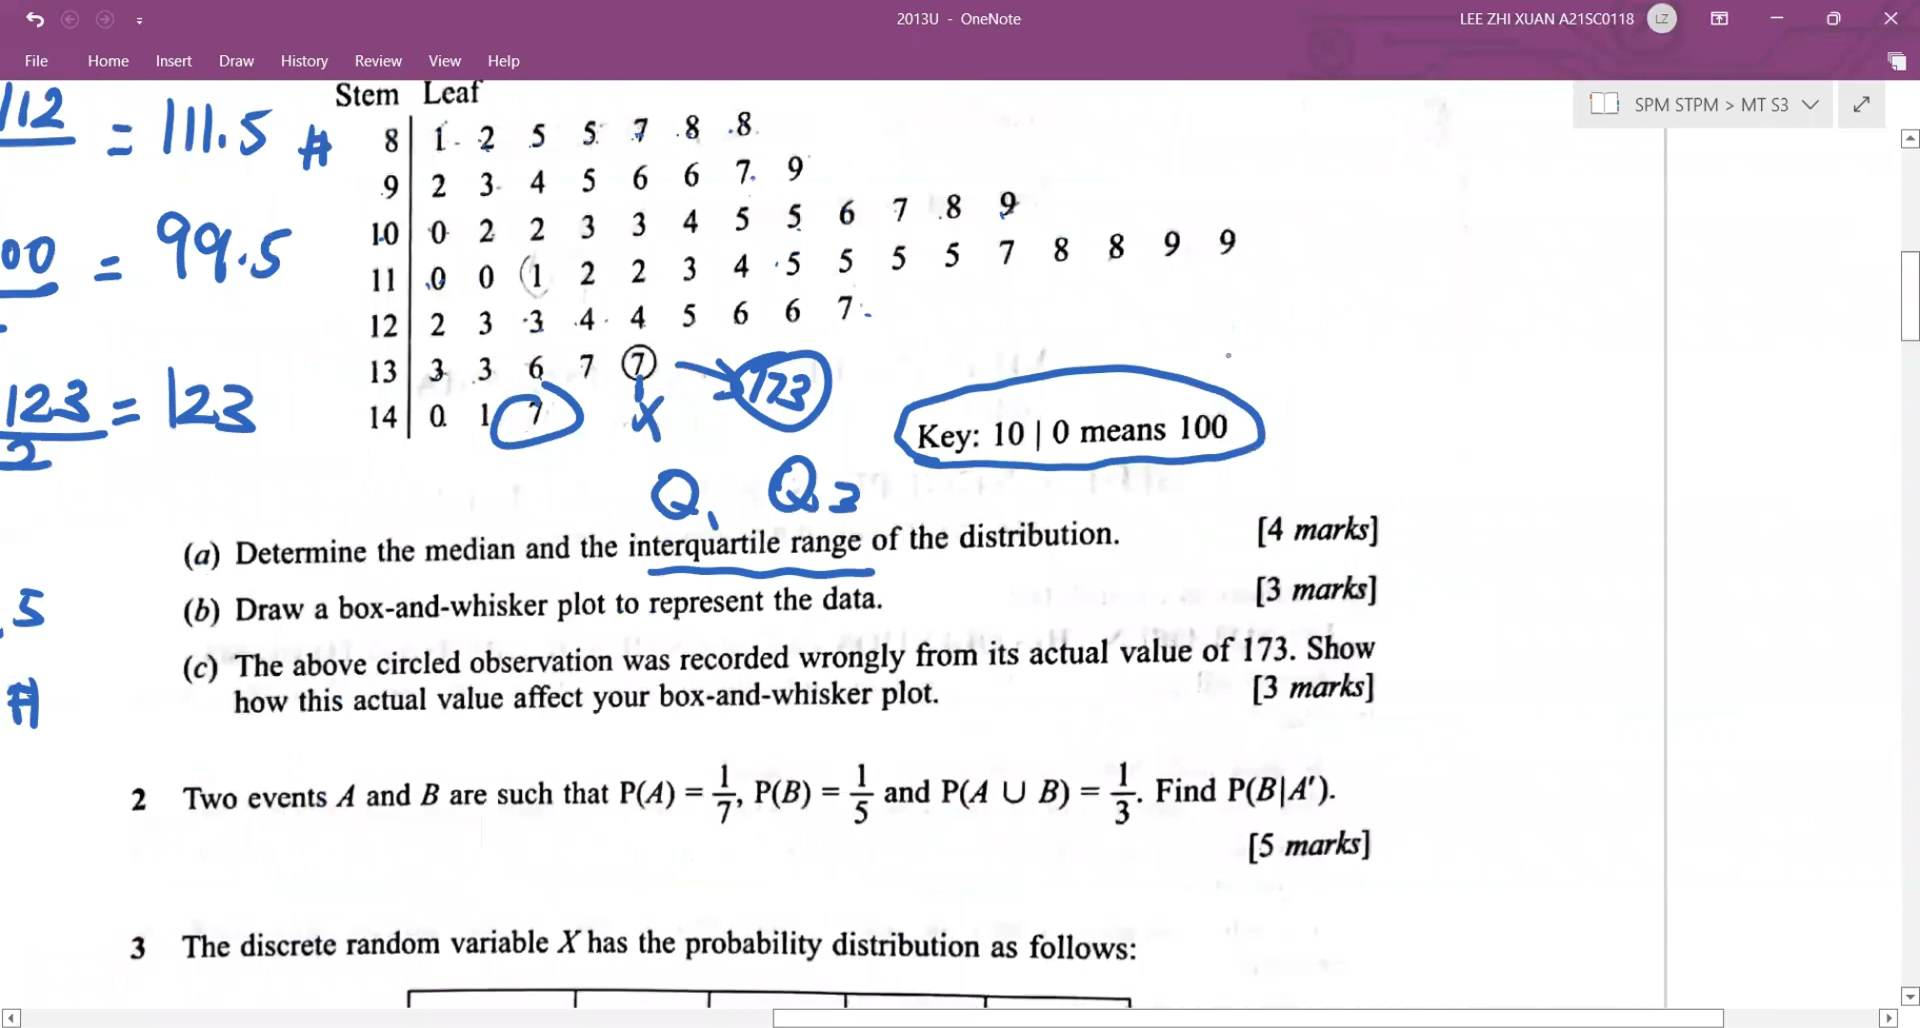 2013U - OneNote
LEE ZHI XUAN A21SC0118
LZ
File Home Insert Draw History Review View Help
SPM STPM > MT S3
112 = 111.5 #
00 = 99.5
123 = 123
2
.5
#
Stem Leaf
8 | 1 2 5 5 7 8 8
9 | 2 3 4 5 6 6 7 9
10 | 0 2 2 3 3 4 5 5 6 7 8 9
11 | 0 0 1 2 2 3 4 5 5 5 5 7 8 8 9 9
12 | 2 3 3 4 4 5 6 6 7
13 | 3 3 6 7 7 → 173
14 | 0 1 7
X
Key: 10 | 0 means 100
Q1 Q3
(a) Determine the median and the interquartile range of the distribution. [4 marks]
(b) Draw a box-and-whisker plot to represent the data. [3 marks]
(c) The above circled observation was recorded wrongly from its actual value of 173. Show
how this actual value affect your box-and-whisker plot. [3 marks]
2 Two events A and B are such that P(A) = 1/7, P(B) = 1/5 and P(A ∪ B) = 1/3. Find P(B|A′).
[5 marks]
3 The discrete random variable X has the probability distribution as follows: